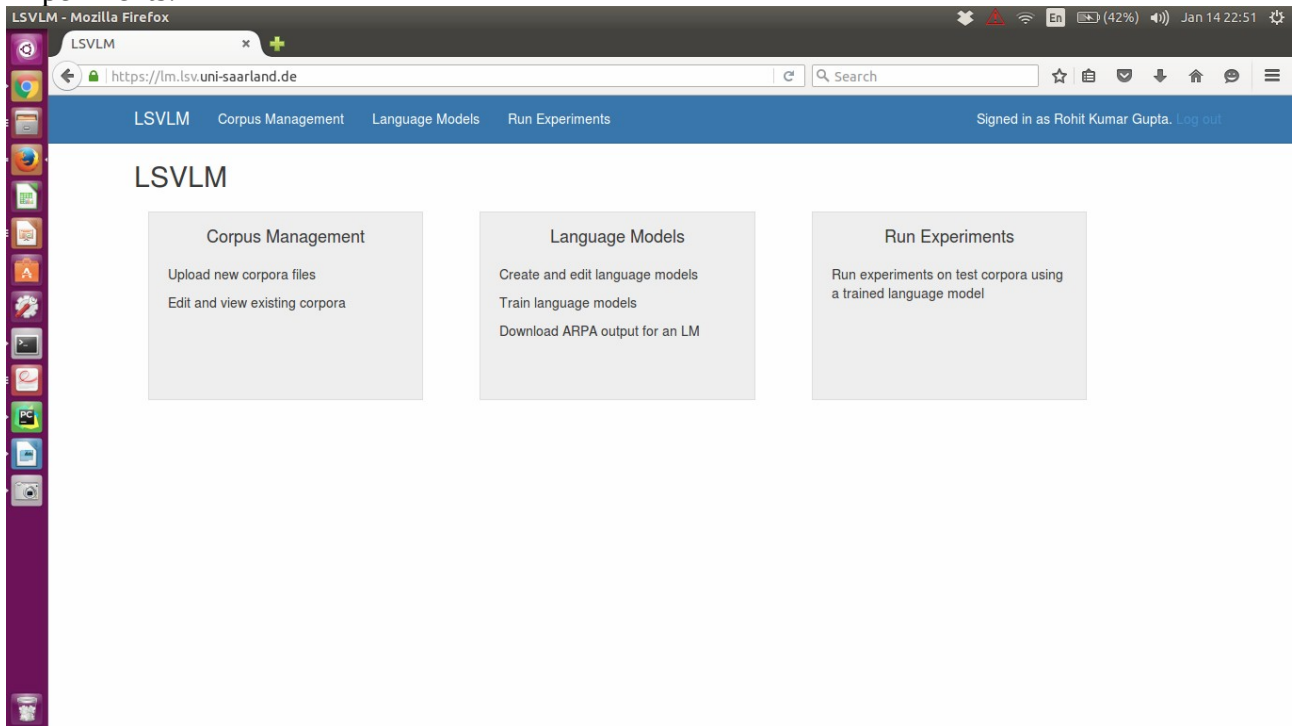 LSVLM - Mozilla Firefox
En (42%) Jan 14 22:51
LSVLM
https://lm.lsv.uni-saarland.de
Search
LSVLM Corpus Management Language Models Run Experiments Signed in as Rohit Kumar Gupta. Log out
LSVLM
Corpus Management
Upload new corpora files
Edit and view existing corpora
Language Models
Create and edit language models
Train language models
Download ARPA output for an LM
Run Experiments
Run experiments on test corpora using
a trained language model
PC